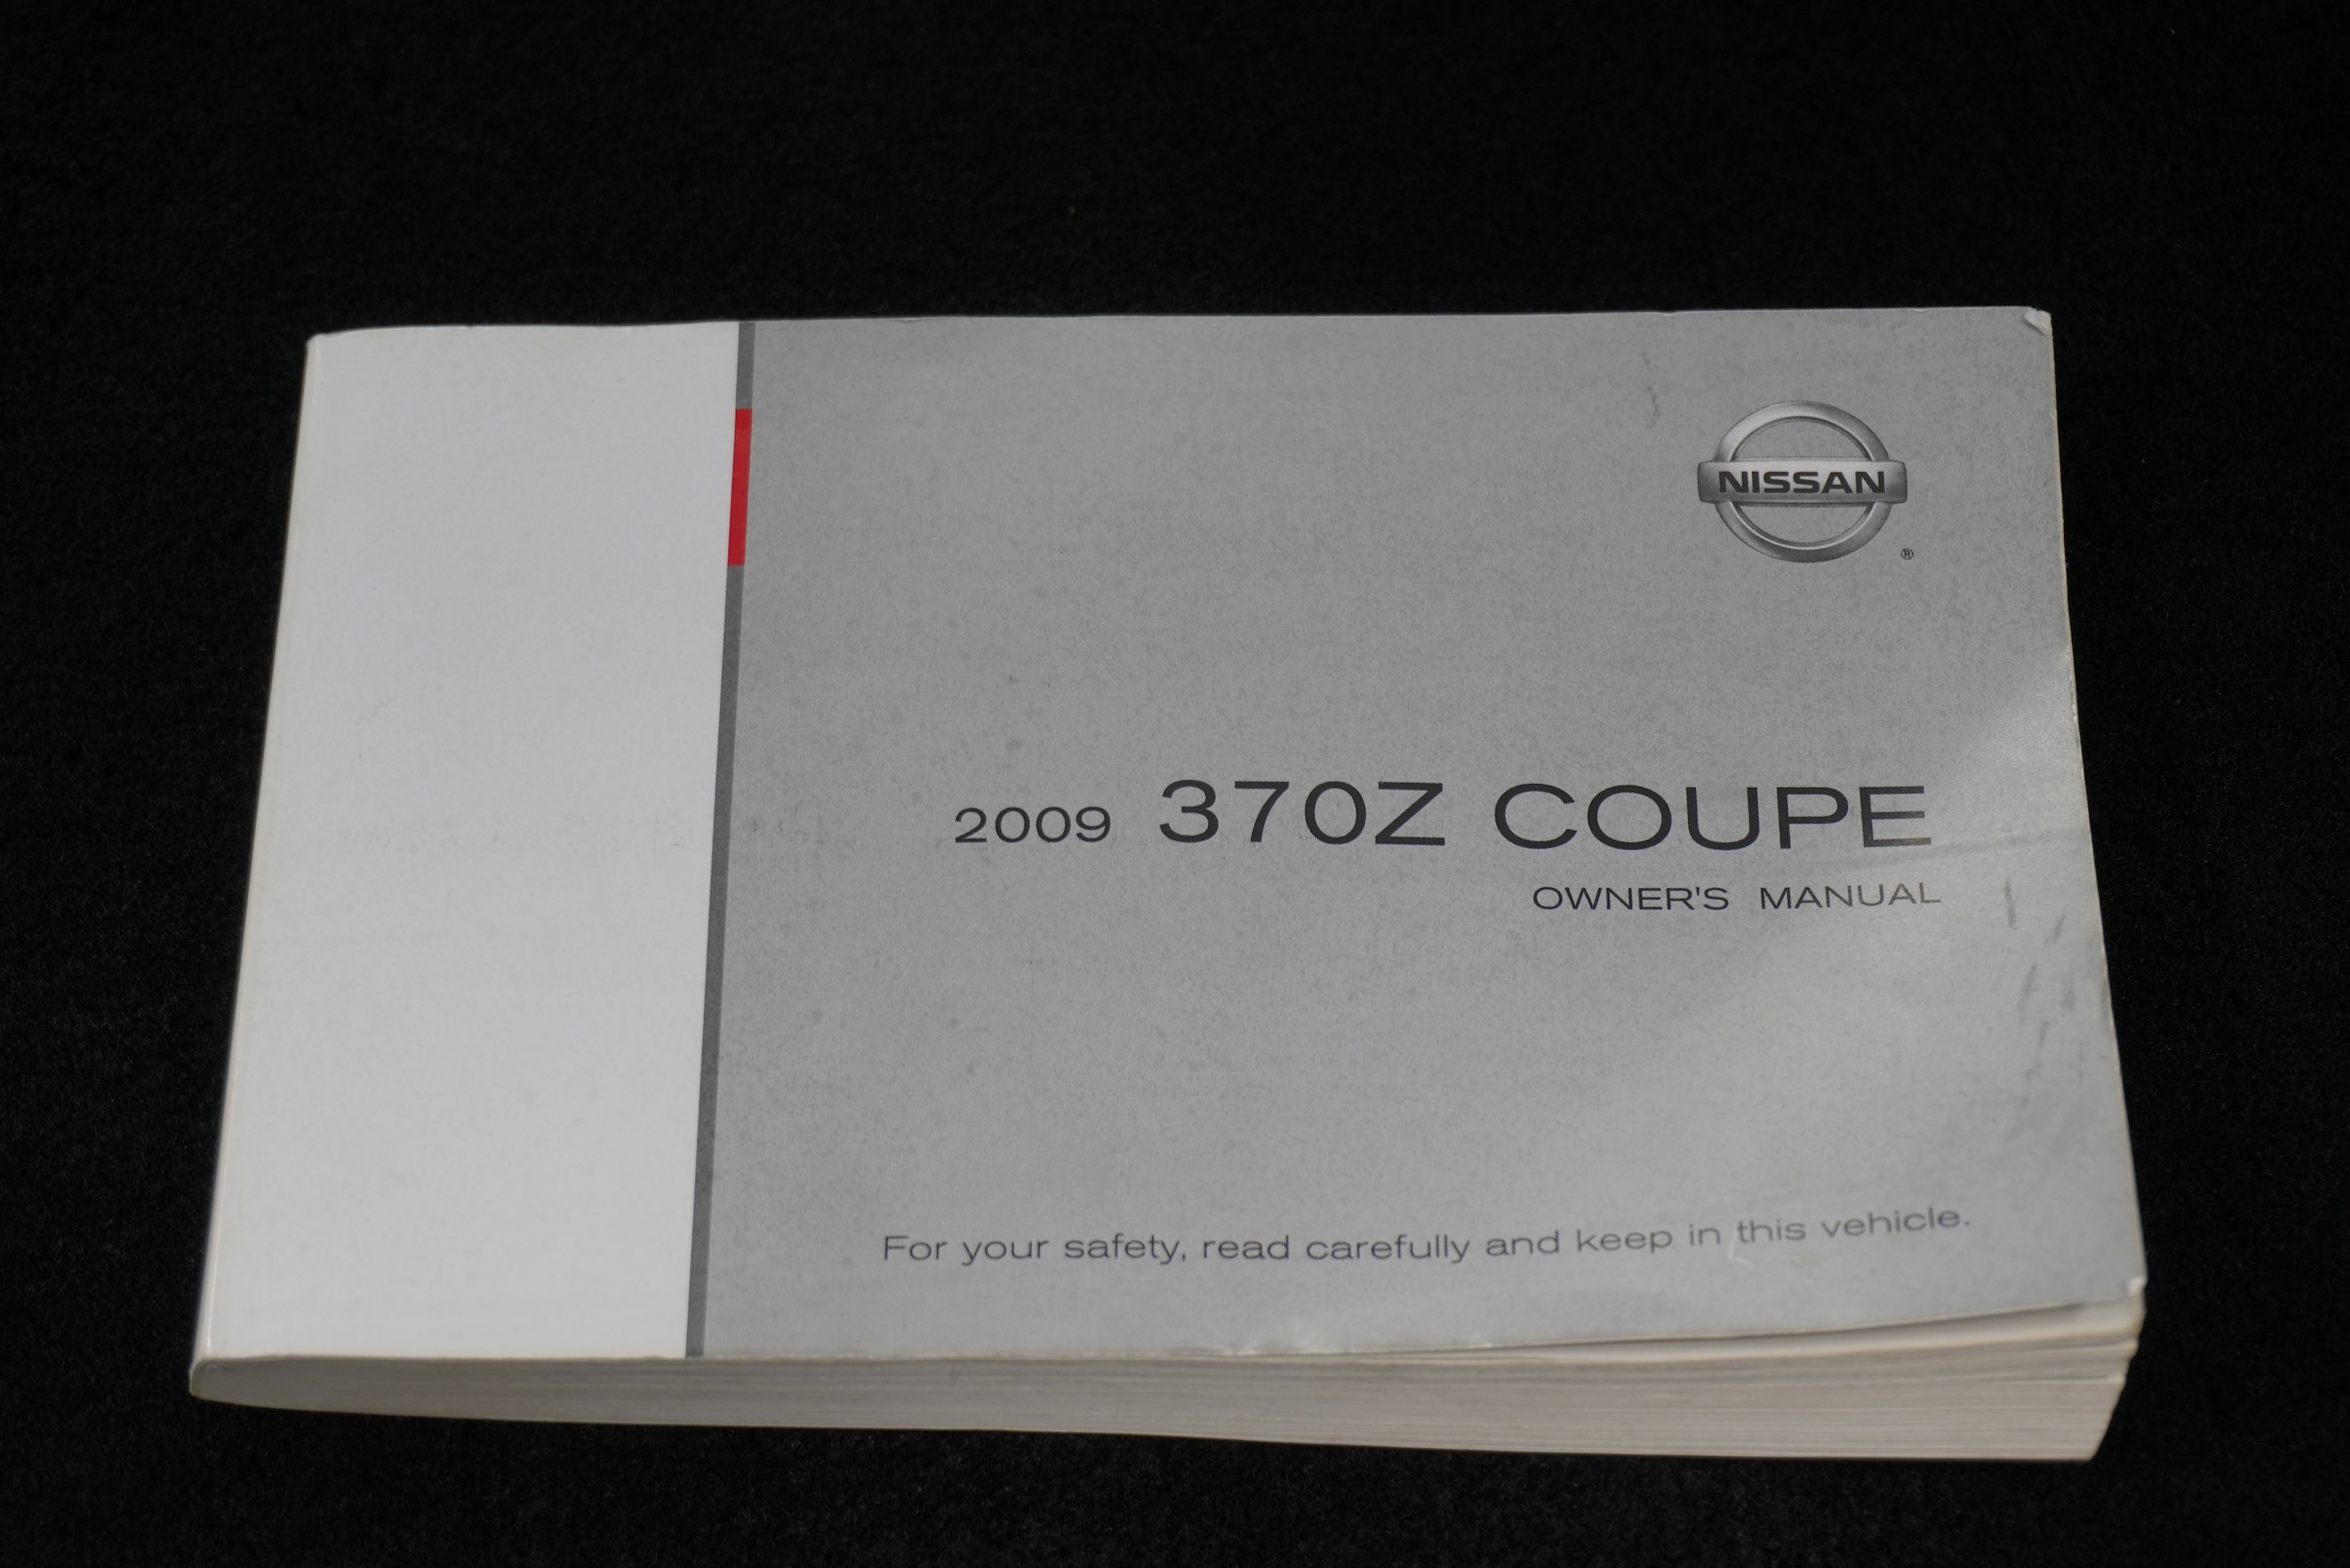 NISSAN
®
2009 370Z COUPE
OWNER'S MANUAL
For your safety, read carefully and keep in this vehicle.